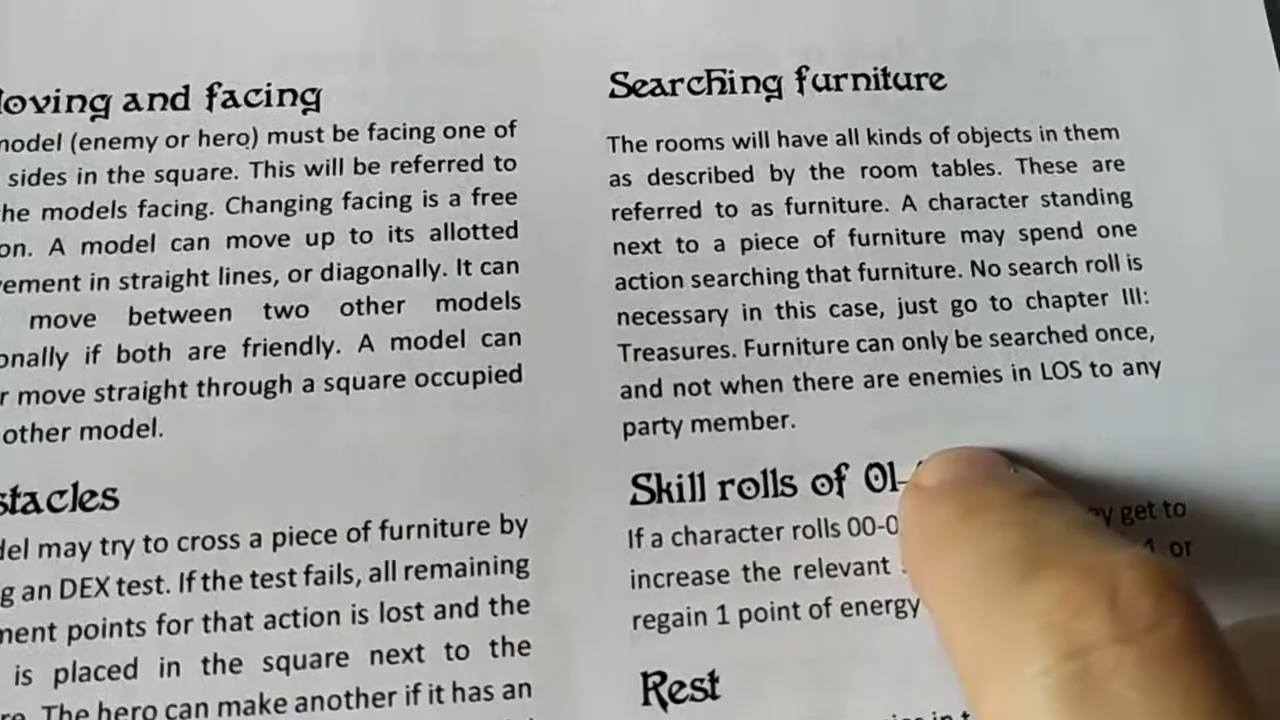 and facing
(enemy or hero) must be facing one of
sides in the square. This will be referred to
models facing. Changing facing is a free
A model can move up to its allotted
in straight lines, or diagonally. It can
move between two other models
if both are friendly. A model can
move straight through a square occupied
other model.
may try to cross a piece of furniture by
an DEX test. If the test fails, all remaining
points for that action is lost and the
is placed in the square next to the
The hero can make another if it has an
Searching furniture
The rooms will have all kinds of objects in them
as described by the room tables. These are
referred to as furniture. A character standing
next to a piece of furniture may spend one
action searching that furniture. No search roll is
necessary in this case, just go to chapter III:
Treasures. Furniture can only be searched once,
and not when there are enemies in LOS to any
party member.
Skill rolls of 01-
If a character rolls 00-0 get to
increase the relevant or
regain 1 point of energy
Rest